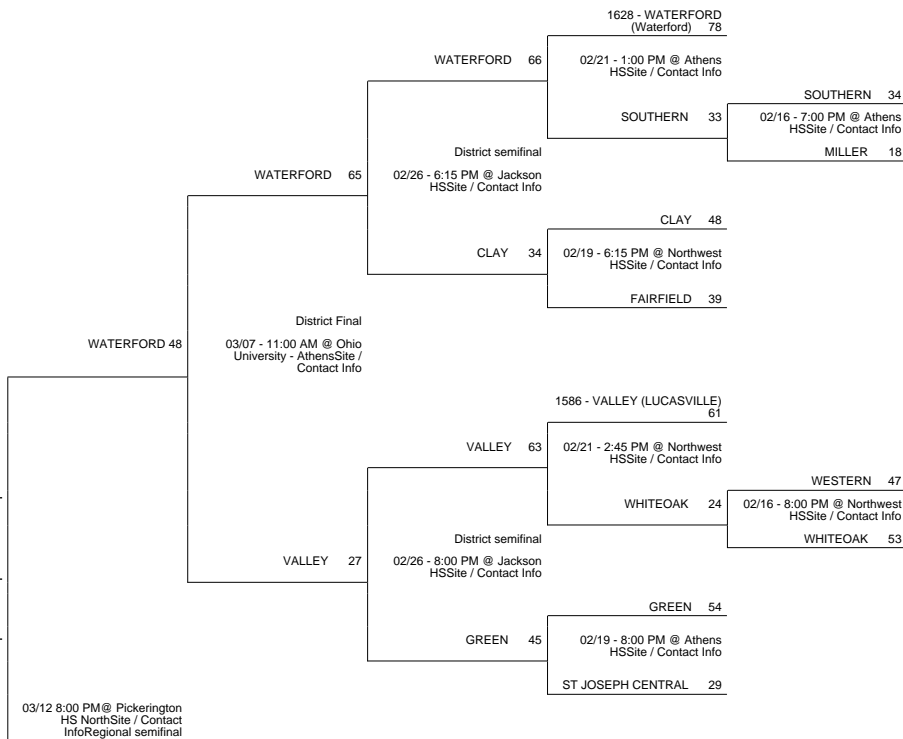 1628 - WATERFORD
(Waterford) 78
WATERFORD 66
02/21 - 1:00 PM @ Athens
HSSite / Contact Info
SOUTHERN 34
SOUTHERN 33
02/16 - 7:00 PM @ Athens
HSSite / Contact Info
MILLER 18
District semifinal
WATERFORD 65
02/26 - 6:15 PM @ Jackson
HSSite / Contact Info
CLAY 48
CLAY 34
02/19 - 6:15 PM @ Northwest
HSSite / Contact Info
FAIRFIELD 39
District Final
WATERFORD 48
03/07 - 11:00 AM @ Ohio
University - AthensSite /
Contact Info
1586 - VALLEY (LUCASVILLE)
61
VALLEY 63
02/21 - 2:45 PM @ Northwest
HSSite / Contact Info
WESTERN 47
WHITEOAK 24
02/16 - 8:00 PM @ Northwest
HSSite / Contact Info
WHITEOAK 53
District semifinal
VALLEY 27
02/26 - 8:00 PM @ Jackson
HSSite / Contact Info
GREEN 54
GREEN 45
02/19 - 8:00 PM @ Athens
HSSite / Contact Info
ST JOSEPH CENTRAL 29
03/12 8:00 PM@ Pickerington
HS NorthSite / Contact
InfoRegional semifinal